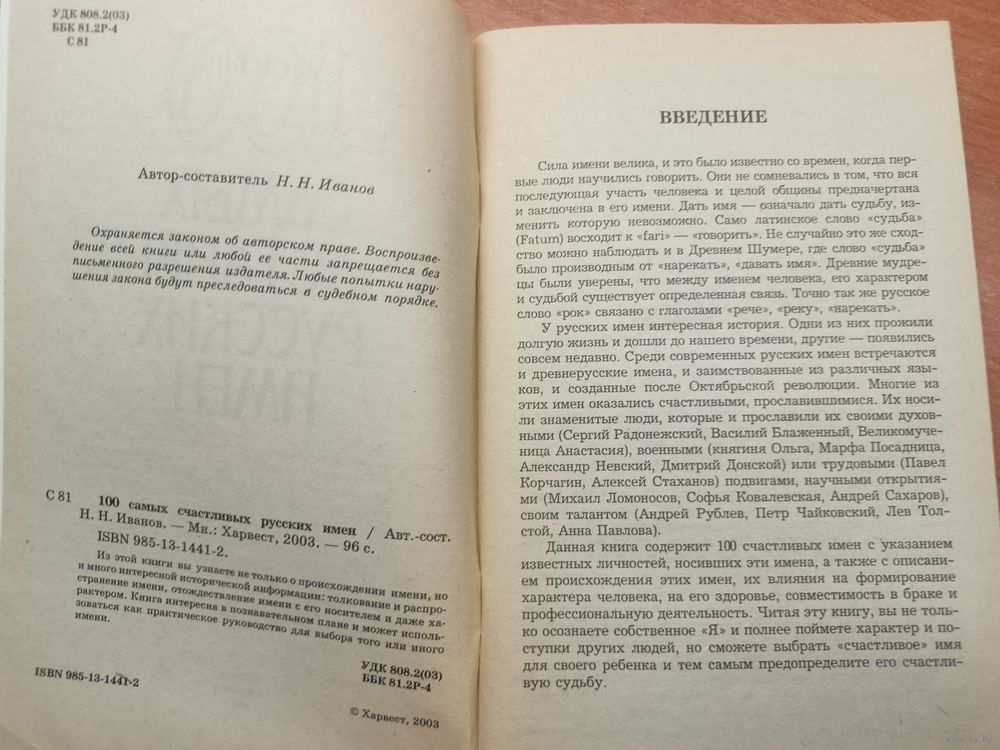 УДК 808.2(03)
ББК 81.2Р-4
С 81
Автор-составитель Н. Н. Иванов
Охраняется законом об авторском праве. Воспроизве-
дение всей книги или любой ее части запрещается без
письменного разрешения издателя. Любые попытки нару-
шения закона будут преследоваться в судебном порядке.
С 81 100 самых счастливых русских имен / Авт.-сост.
Н. Н. Иванов. — Мн.: Харвест, 2003. — 96 с.
ISBN 985-13-1441-2.
Из этой книги вы узнаете не только о происхождении имени, но
и много интересной исторической информации: толкование и распро-
странение имени, отождествление имени с его носителем и даже ха-
рактером. Книга интересна в познавательном плане и может исполь-
зоваться как практическое руководство для выбора того или иного
имени.
УДК 808.2(03)
ББК 81.2Р-4
ISBN 985-13-1441-2
© Харвест, 2003
ВВЕДЕНИЕ
Сила имени велика, и это было известно со времен, когда пер-
вые люди научились говорить. Они не сомневались в том, что вся
последующая участь человека и целой общины предначертана
и заключена в его имени. Дать имя — означало дать судьбу, из-
менить которую невозможно. Само латинское слово «судьба»
(Fatum) восходит к «fari» — «говорить». Не случайно это же сход-
ство можно наблюдать и в Древнем Шумере, где слово «судьба»
было производным от «нарекать», «давать имя». Древние мудре-
цы были уверены, что между именем человека, его характером
и судьбой существует определенная связь. Точно так же русское
слово «рок» связано с глаголами «рече», «реку», «нарекать».
У русских имен интересная история. Одни из них прожили
долгую жизнь и дошли до нашего времени, другие — появились
совсем недавно. Среди современных русских имен встречаются
и древнерусские имена, и заимствованные из различных язы-
ков, и созданные после Октябрьской революции. Многие из
этих имен оказались счастливыми, прославившимися. Их носи-
ли знаменитые люди, которые и прославили их своими духов-
ными (Сергий Радонежский, Василий Блаженный, Великомуче-
ница Анастасия), военными (княгиня Ольга, Марфа Посадница,
Александр Невский, Дмитрий Донской) или трудовыми (Павел
Корчагин, Алексей Стаханов) подвигами, научными открытия-
ми (Михаил Ломоносов, Софья Ковалевская, Андрей Сахаров),
своим талантом (Андрей Рублев, Петр Чайковский, Лев Тол-
стой, Анна Павлова).
Данная книга содержит 100 счастливых имен с указанием
известных личностей, носивших эти имена, а также с описани-
ем происхождения этих имен, их влияния на формирование
характера человека, на его здоровье, совместимость в браке и
профессиональную деятельность. Читая эту книгу, вы не толь-
ко осознаете собственное «Я» и полнее поймете характер и по-
ступки других людей, но сможете выбрать «счастливое» имя
для своего ребенка и тем самым предопределите его счастли-
вую судьбу.
www.ay.by